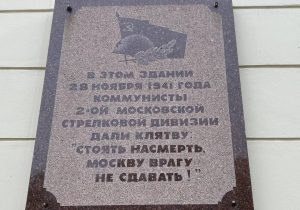 В ЭТОМ ЗДАНИИ
28 НОЯБРЯ 1941 ГОДА
КОММУНИСТЫ
2-ОЙ МОСКОВСКОЙ
СТРЕЛКОВОЙ ДИВИЗИИ
ДАЛИ КЛЯТВУ:
"СТОЯТЬ НАСМЕРТЬ,
МОСКВУ ВРАГУ
НЕ СДАВАТЬ!"